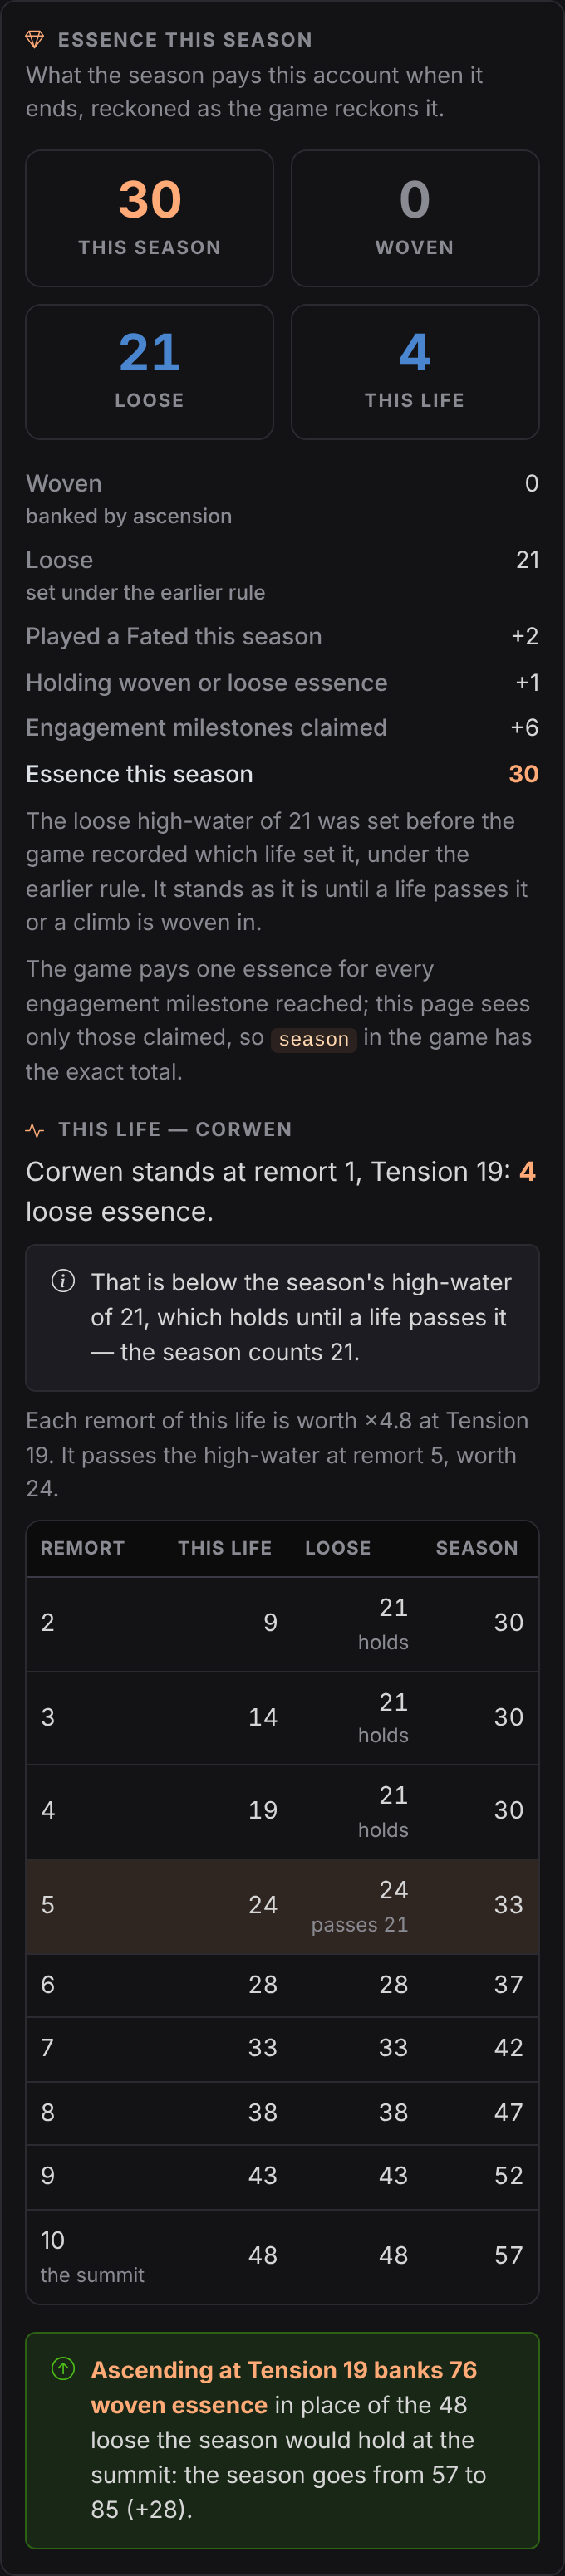 ESSENCE THIS SEASON
What the season pays this account when it
ends, reckoned as the game reckons it.
30
THIS SEASON
0
WOVEN
21
LOOSE
4
THIS LIFE
Woven 0
banked by ascension
Loose 21
set under the earlier rule
Played a Fated this season +2
Holding woven or loose essence +1
Engagement milestones claimed +6
Essence this season 30
The loose high-water of 21 was set before the
game recorded which life set it, under the
earlier rule. It stands as it is until a life passes it
or a climb is woven in.
The game pays one essence for every
engagement milestone reached; this page sees
only those claimed, so season in the game has
the exact total.
THIS LIFE — CORWEN
Corwen stands at remort 1, Tension 19: 4
loose essence.
That is below the season's high-water
of 21, which holds until a life passes it
— the season counts 21.
Each remort of this life is worth ×4.8 at Tension
19. It passes the high-water at remort 5, worth
24.
REMORT THIS LIFE LOOSE SEASON
2 9 21 30
holds
3 14 21 30
holds
4 19 21 30
holds
5 24 24 33
passes 21
6 28 28 37
7 33 33 42
8 38 38 47
9 43 43 52
10 48 48 57
the summit
Ascending at Tension 19 banks 76
woven essence in place of the 48
loose the season would hold at the
summit: the season goes from 57 to
85 (+28).